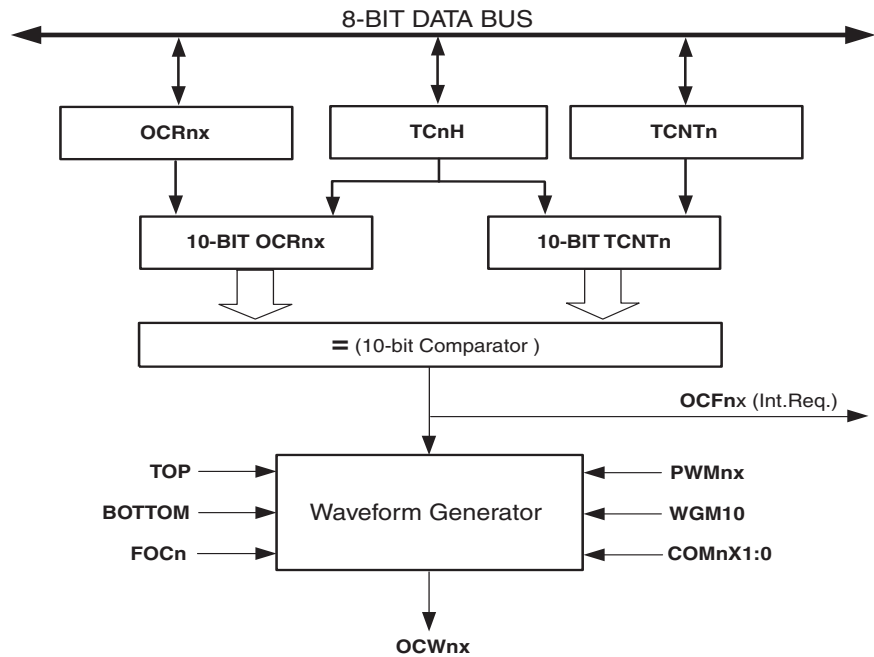 8-BIT DATA BUS
OCRnx
TCnH
TCNTn
10-BIT OCRnx
10-BIT TCNTn
= (10-bit Comparator )
OCFnx (Int.Req.)
TOP
BOTTOM
FOCn
Waveform Generator
PWMnx
WGM10
COMnX1:0
OCWnx